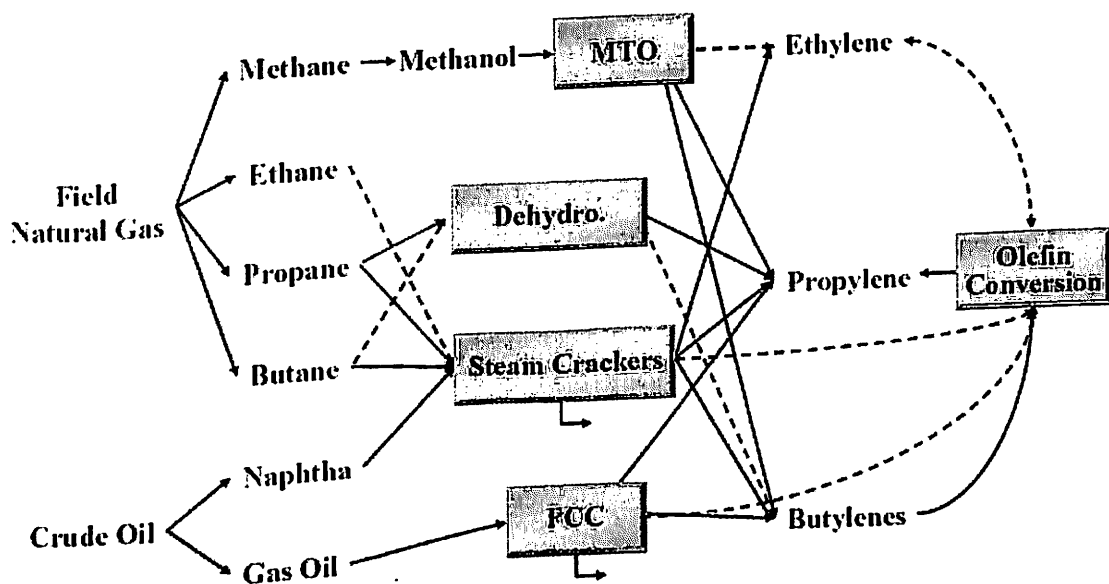 Methane
Methanol
MTO
Ethylene
Ethane
Field
Natural Gas
Dehydro.
Propane
Propylene
Olefin
Conversion
Butane
Steam Crackers
Naphtha
Crude Oil
FCC
Butylenes
Gas Oil